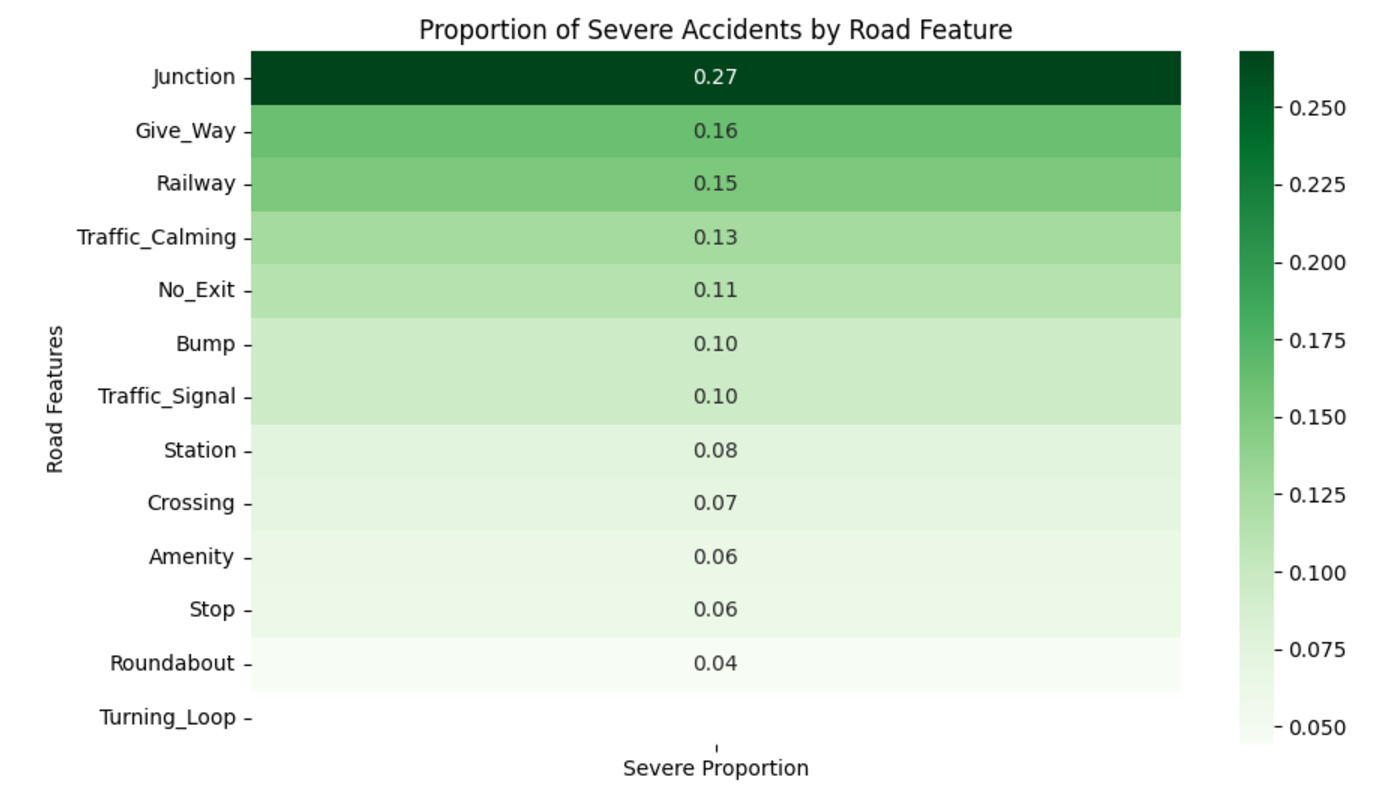 Proportion of Severe Accidents by Road Feature
Junction 0.27
Give_Way 0.16
Railway 0.15
Traffic_Calming 0.13
No_Exit 0.11
Bump 0.10
Traffic_Signal 0.10
Station 0.08
Crossing 0.07
Amenity 0.06
Stop 0.06
Roundabout 0.04
Turning_Loop
Road Features
Severe Proportion
0.250
0.225
0.200
0.175
0.150
0.125
0.100
0.075
0.050